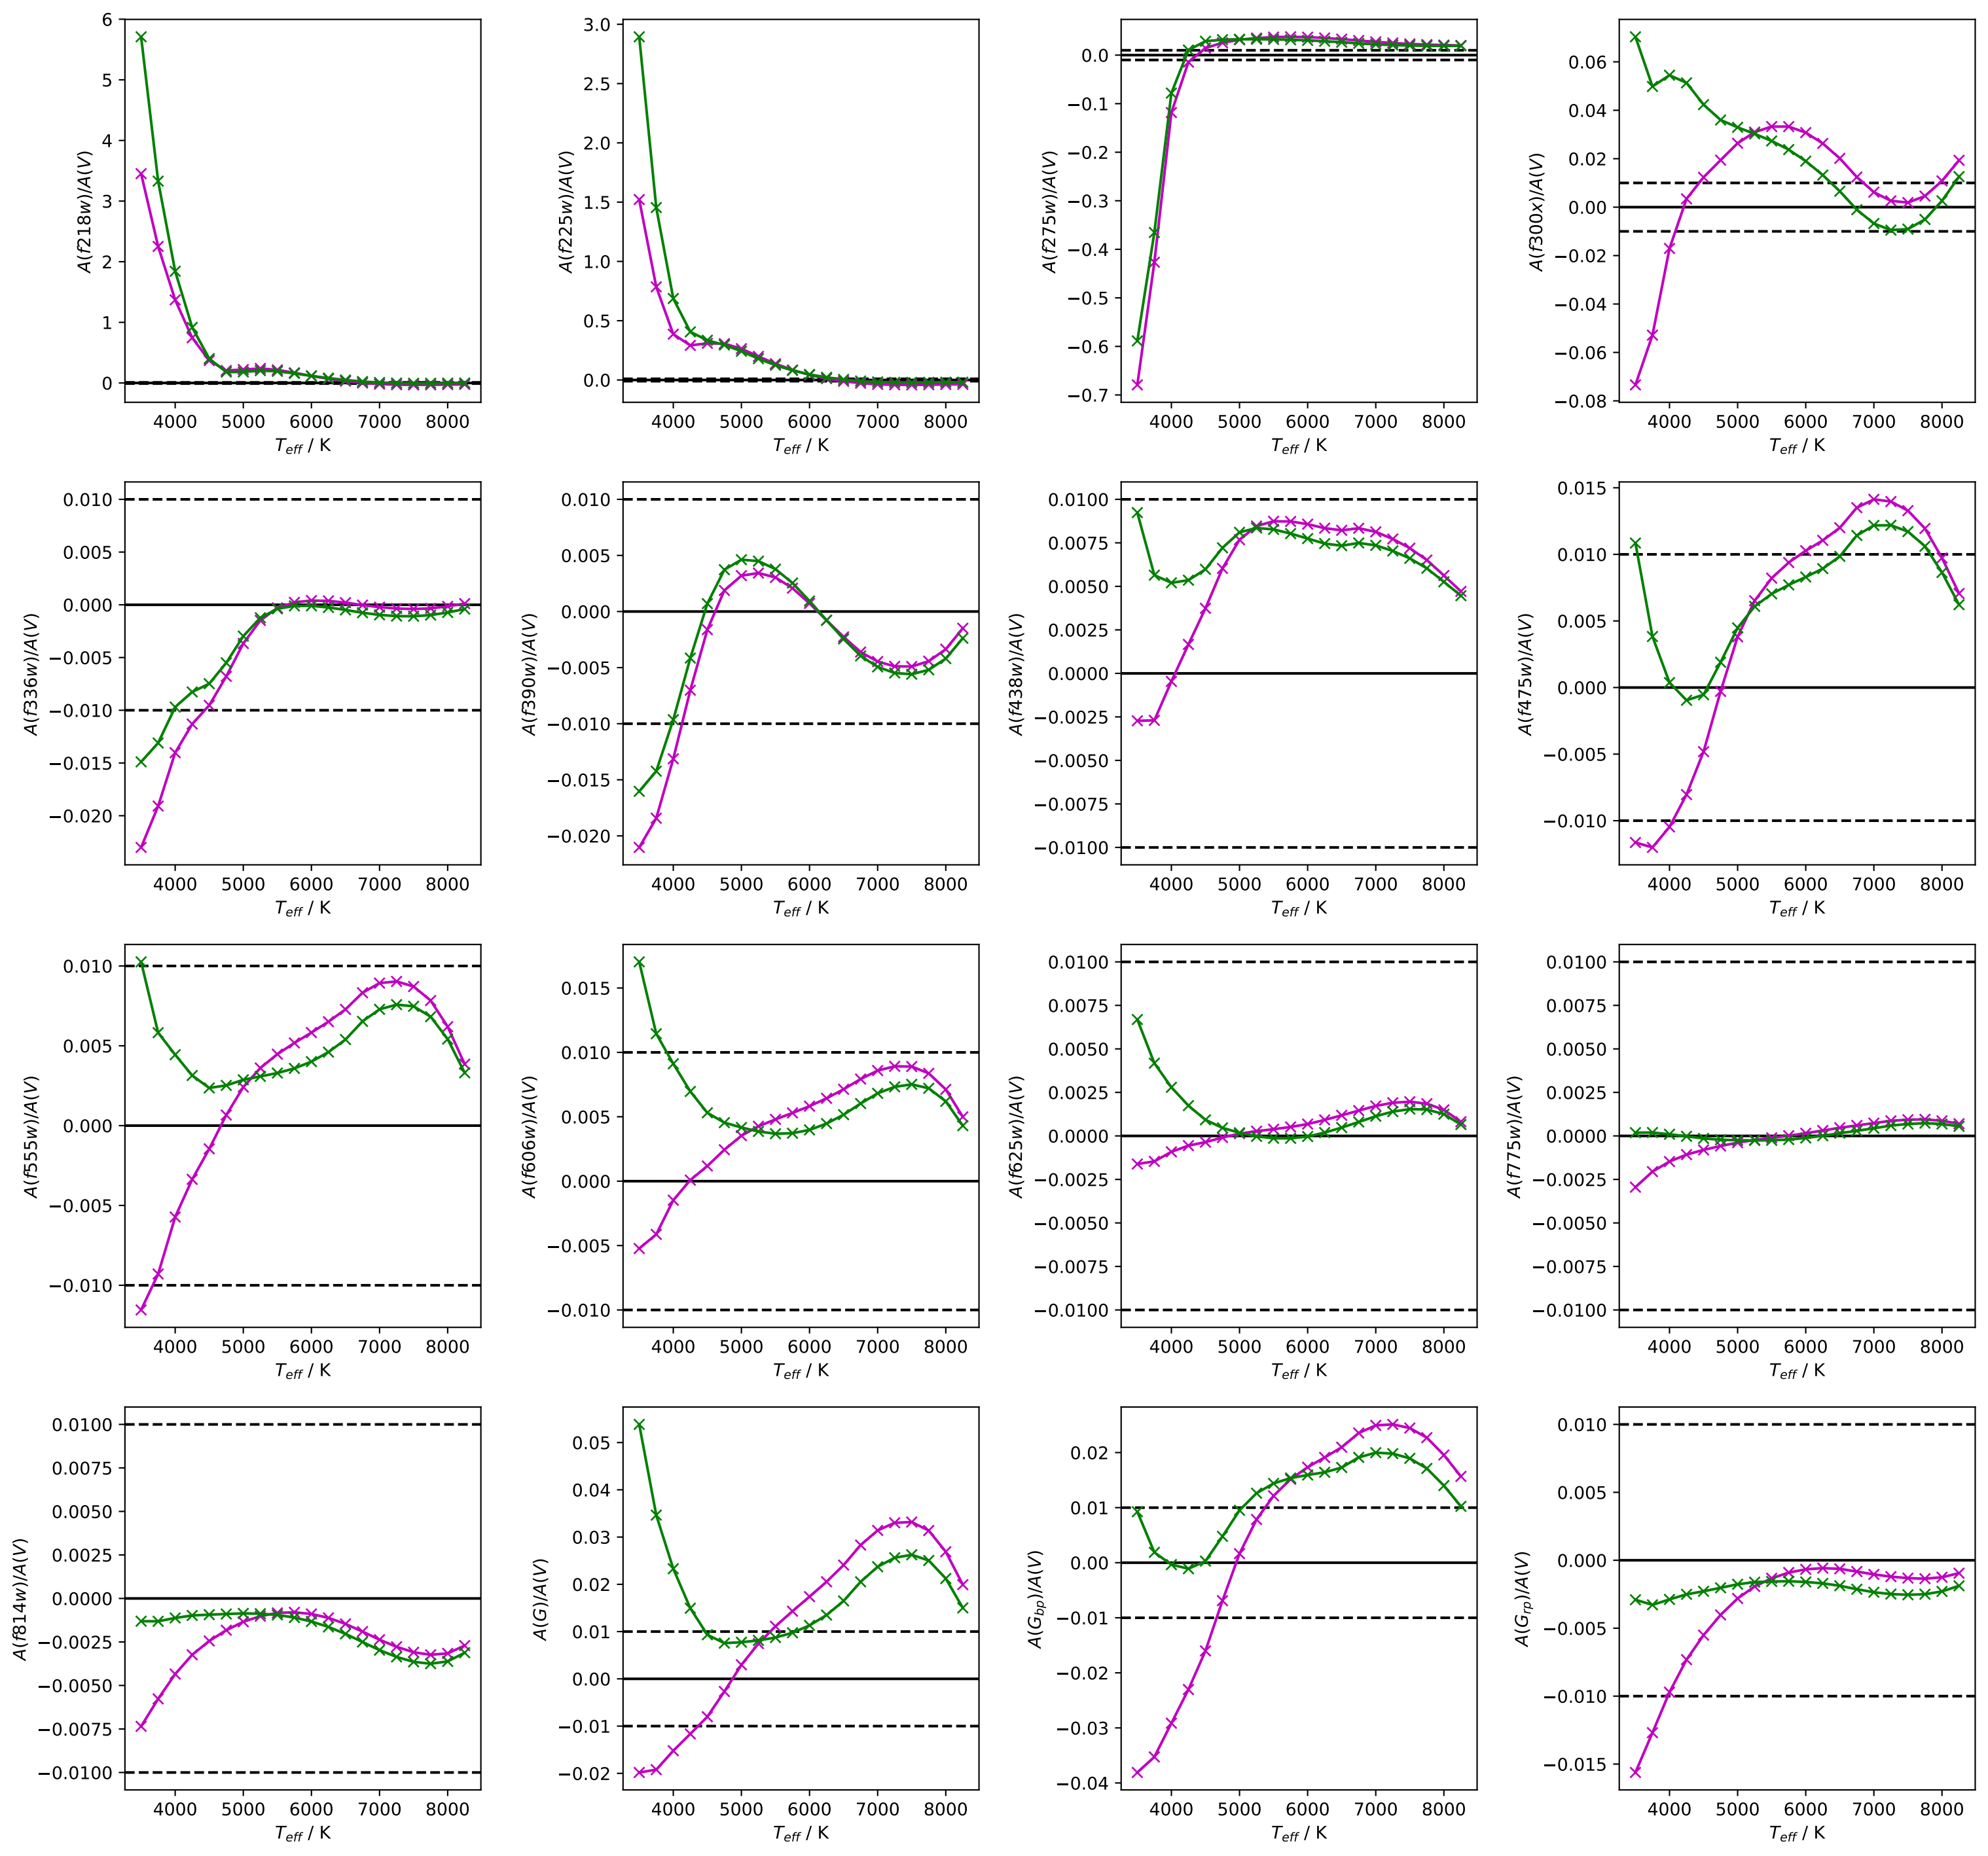 6
5
4
3
2
1
0
A(f218w)/A(V)
4000 5000 6000 7000 8000
T_eff / K
3.0
2.5
2.0
1.5
1.0
0.5
0.0
A(f225w)/A(V)
4000 5000 6000 7000 8000
T_eff / K
0.0
−0.1
−0.2
−0.3
−0.4
−0.5
−0.6
−0.7
A(f275w)/A(V)
4000 5000 6000 7000 8000
T_eff / K
0.06
0.04
0.02
0.00
−0.02
−0.04
−0.06
−0.08
A(f300x)/A(V)
4000 5000 6000 7000 8000
T_eff / K
0.010
0.005
0.000
−0.005
−0.010
−0.015
−0.020
A(f336w)/A(V)
4000 5000 6000 7000 8000
T_eff / K
0.010
0.005
0.000
−0.005
−0.010
−0.015
−0.020
A(f390w)/A(V)
4000 5000 6000 7000 8000
T_eff / K
0.0100
0.0075
0.0050
0.0025
0.0000
−0.0025
−0.0050
−0.0075
−0.0100
A(f438w)/A(V)
4000 5000 6000 7000 8000
T_eff / K
0.015
0.010
0.005
0.000
−0.005
−0.010
A(f475w)/A(V)
4000 5000 6000 7000 8000
T_eff / K
0.010
0.005
0.000
−0.005
−0.010
A(f555w)/A(V)
4000 5000 6000 7000 8000
T_eff / K
0.015
0.010
0.005
0.000
−0.005
−0.010
A(f606w)/A(V)
4000 5000 6000 7000 8000
T_eff / K
0.0100
0.0075
0.0050
0.0025
0.0000
−0.0025
−0.0050
−0.0075
−0.0100
A(f625w)/A(V)
4000 5000 6000 7000 8000
T_eff / K
0.0100
0.0075
0.0050
0.0025
0.0000
−0.0025
−0.0050
−0.0075
−0.0100
A(f775w)/A(V)
4000 5000 6000 7000 8000
T_eff / K
0.0100
0.0075
0.0050
0.0025
0.0000
−0.0025
−0.0050
−0.0075
−0.0100
A(f814w)/A(V)
4000 5000 6000 7000 8000
T_eff / K
0.05
0.04
0.03
0.02
0.01
0.00
−0.01
−0.02
A(G)/A(V)
4000 5000 6000 7000 8000
T_eff / K
0.02
0.01
0.00
−0.01
−0.02
−0.03
−0.04
A(G_bp)/A(V)
4000 5000 6000 7000 8000
T_eff / K
0.010
0.005
0.000
−0.005
−0.010
−0.015
A(G_rp)/A(V)
4000 5000 6000 7000 8000
T_eff / K